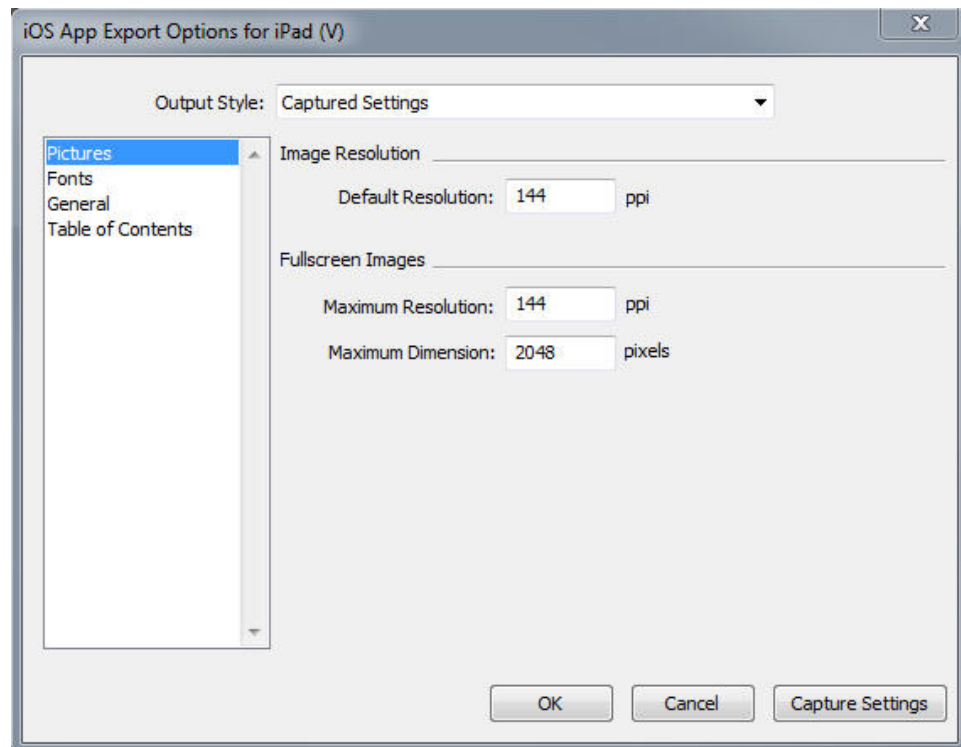 iOS App Export Options for iPad (V)
Output Style: Captured Settings
Pictures
Fonts
General
Table of Contents
Image Resolution
Default Resolution: 144 ppi
Fullscreen Images
Maximum Resolution: 144 ppi
Maximum Dimension: 2048 pixels
OK Cancel Capture Settings